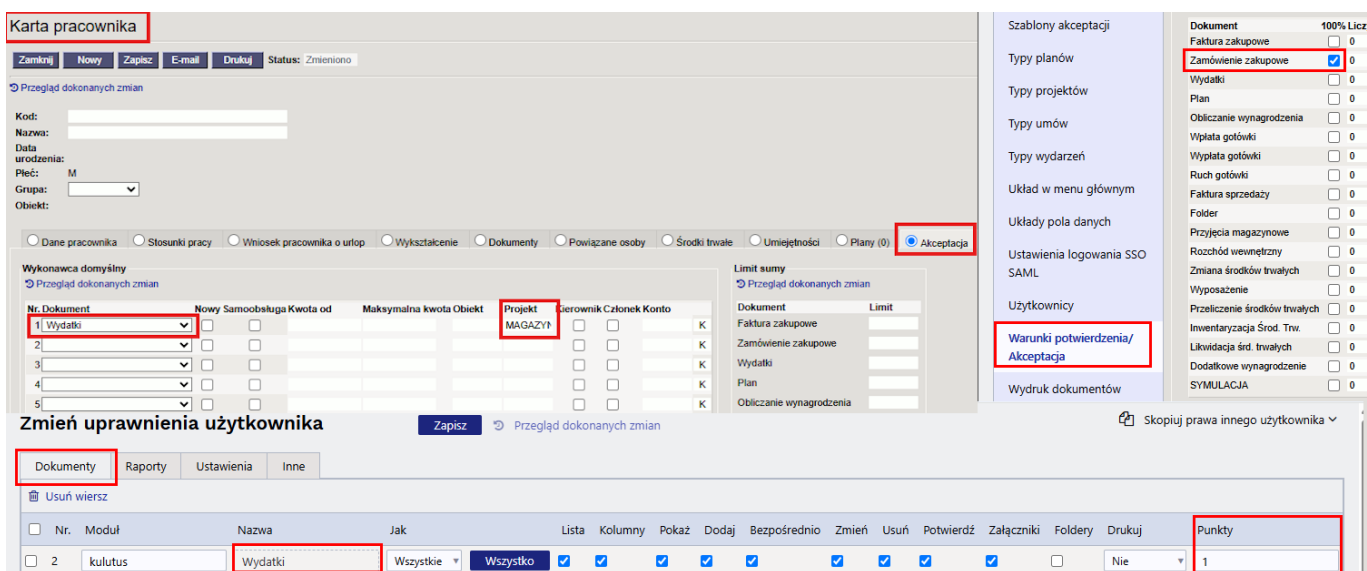 Karta pracownika
Zamknij Nowy Zapisz E-mail Drukuj Status: Zmieniono
Przegląd dokonanych zmian
Kod:
Nazwa:
Data urodzenia:
Płeć: M
Grupa:
Obiekt:
Dane pracownika Stosunki pracy Wniosek pracownika o urlop Wykształcenie Dokumenty Powiązane osoby Środki trwałe Umiejętności Plany (0) Akceptacja
Wykonawca domyślny
Przegląd dokonanych zmian
Nr. Dokument Nowy Samoobsługa Kwota od Maksymalna kwota Obiekt Projekt Kierownik Członek Konto
1 Wydatki MAGAZYN K
2 K
3 K
4 K
5 K
Limit sumy
Przegląd dokonanych zmian
Dokument Limit
Faktura zakupowe
Zamówienie zakupowe
Wydatki
Plan
Obliczanie wynagrodzenia
Szablony akceptacji
Typy planów
Typy projektów
Typy umów
Typy wydarzeń
Układ w menu głównym
Układy pola danych
Ustawienia logowania SSO
SAML
Użytkownicy
Warunki potwierdzenia/
Akceptacja
Wydruk dokumentów
Dokument 100% Licz
Faktura zakupowe 0
Zamówienie zakupowe 0
Wydatki 0
Plan 0
Obliczanie wynagrodzenia 0
Wpłata gotówki 0
Wypłata gotówki 0
Ruch gotówki 0
Faktura sprzedaży 0
Folder 0
Przyjęcia magazynowe 0
Rozchód wewnętrzny 0
Zmiana środków trwałych 0
Wyposażenie 0
Przeliczenie środków trwałych 0
Inwentaryzacja Środ. Trw. 0
Likwidacja śrd. trwałych 0
Dodatkowe wynagrodzenie 0
SYMULACJA 0
Zmień uprawnienia użytkownika Zapisz Przegląd dokonanych zmian Skopiuj prawa innego użytkownika
Dokumenty Raporty Ustawienia Inne
Usuń wiersz
Nr. Moduł Nazwa Jak Lista Kolumny Pokaż Dodaj Bezpośrednio Zmień Usuń Potwierdź Załączniki Foldery Drukuj Punkty
2 kulutus Wydatki Wszystkie Wszystko Nie 1